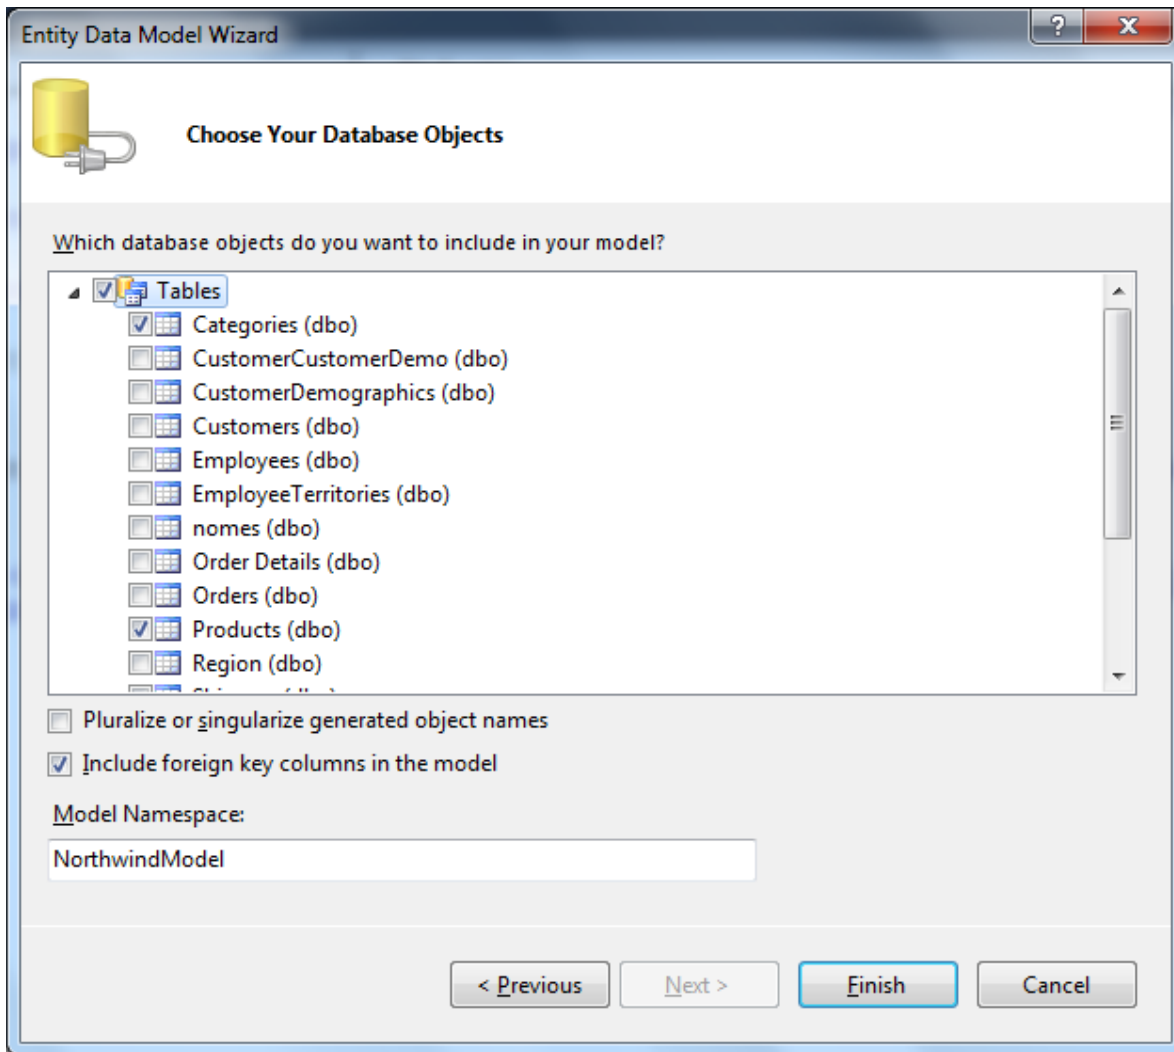 Entity Data Model Wizard
Choose Your Database Objects
Which database objects do you want to include in your model?
Tables
Categories (dbo)
CustomerCustomerDemo (dbo)
CustomerDemographics (dbo)
Customers (dbo)
Employees (dbo)
EmployeeTerritories (dbo)
nomes (dbo)
Order Details (dbo)
Orders (dbo)
Products (dbo)
Region (dbo)
Pluralize or singularize generated object names
Include foreign key columns in the model
Model Namespace:
NorthwindModel
< Previous Next > Finish Cancel